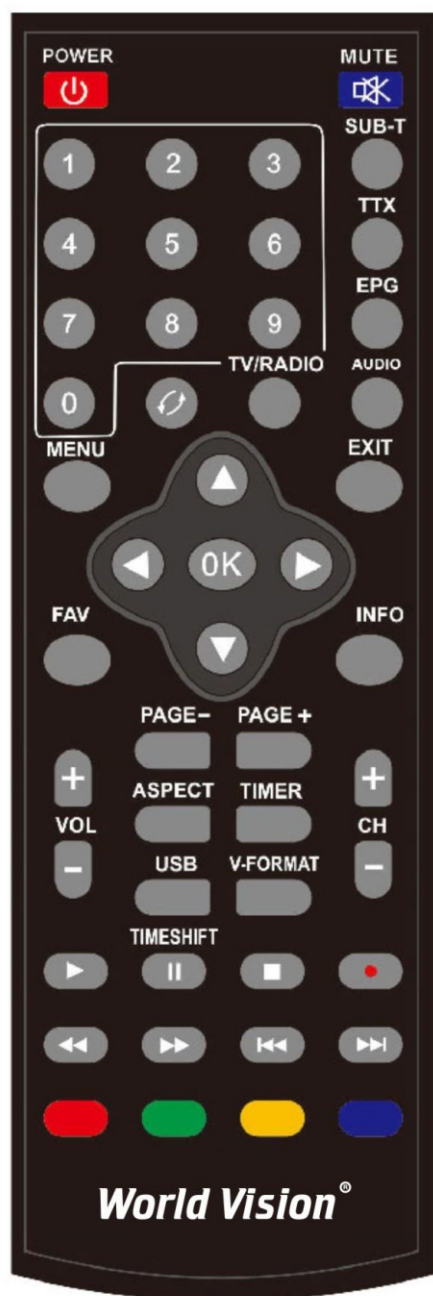 POWER MUTE
SUB-T
1 2 3
TTX
4 5 6
EPG
7 8 9
TV/RADIO AUDIO
0
MENU EXIT
OK
FAV INFO
PAGE– PAGE +
+ +
ASPECT TIMER
VOL CH
– –
USB V-FORMAT
TIMESHIFT
World Vision®